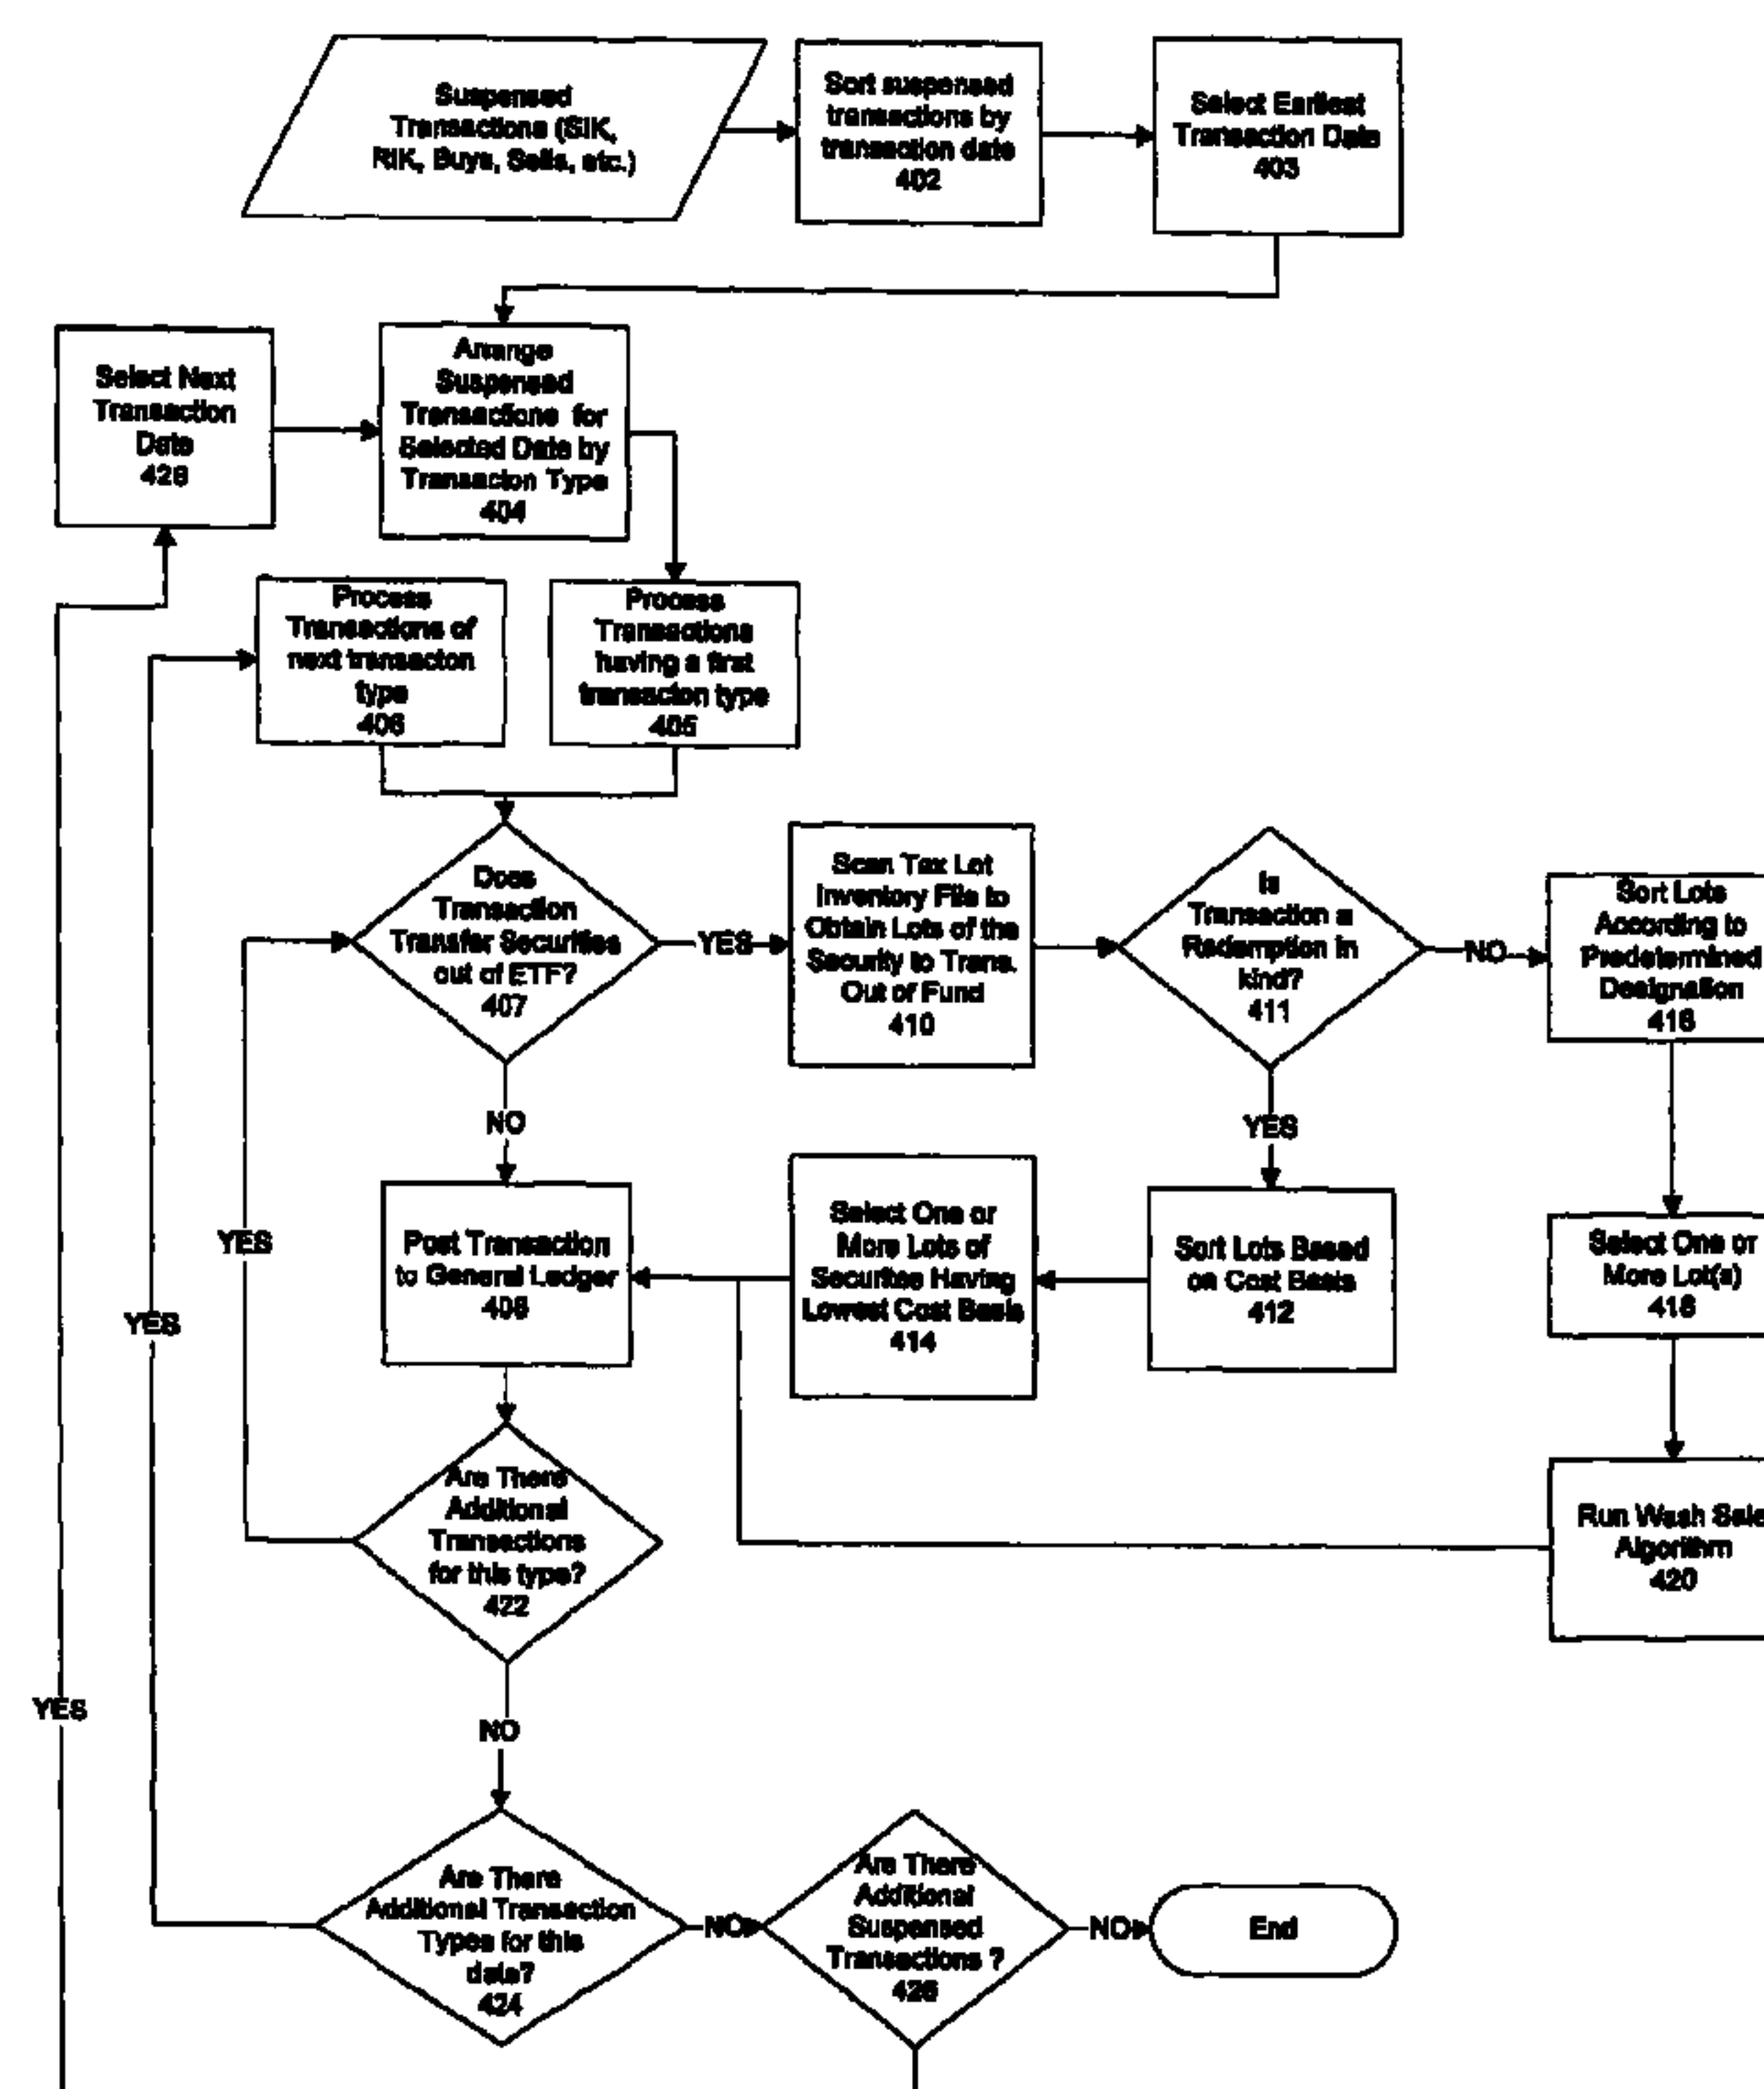 Suspensed
Transactions (SIK,
RIK, Buys, Sells, etc.)
Sort suspensed
transactions by
transaction date
402
Select Earliest
Transaction Date
403
Select Next
Transaction
Date
428
Arrange
Suspensed
Transactions for
Selected Date by
Transacion Type
404
Process
Transactions of
next transacton
type
406
Process
Transactions
having a first
transacton type
405
Does
Transaction
Transfer Securities
out of ETF?
407
YES
Scan Tax Lot
Inventory File to
Obtain Lots of the
Security to Trans.
Out of Fund
410
Is
Transaction a
Redemption in
kind?
411
NO
Sort Lots
According to
Predetermined
Designation
416
NO
YES
YES
Post Transaction
to General Ledger
408
Select One or
More Lots of
Securities Having
Lowest Cost Basis
414
Sort Lots Based
on Cost Basis
412
Select One or
More Lot(s)
418
YES
Are There
Additional
Transactions
for this type?
422
Run Wash Sale
Algorithm
420
YES
NO
Are There
Additional Transaction
Types for this
date?
424
NO
Are There
Additional
Suspensed
Transactions ?
426
NO
End